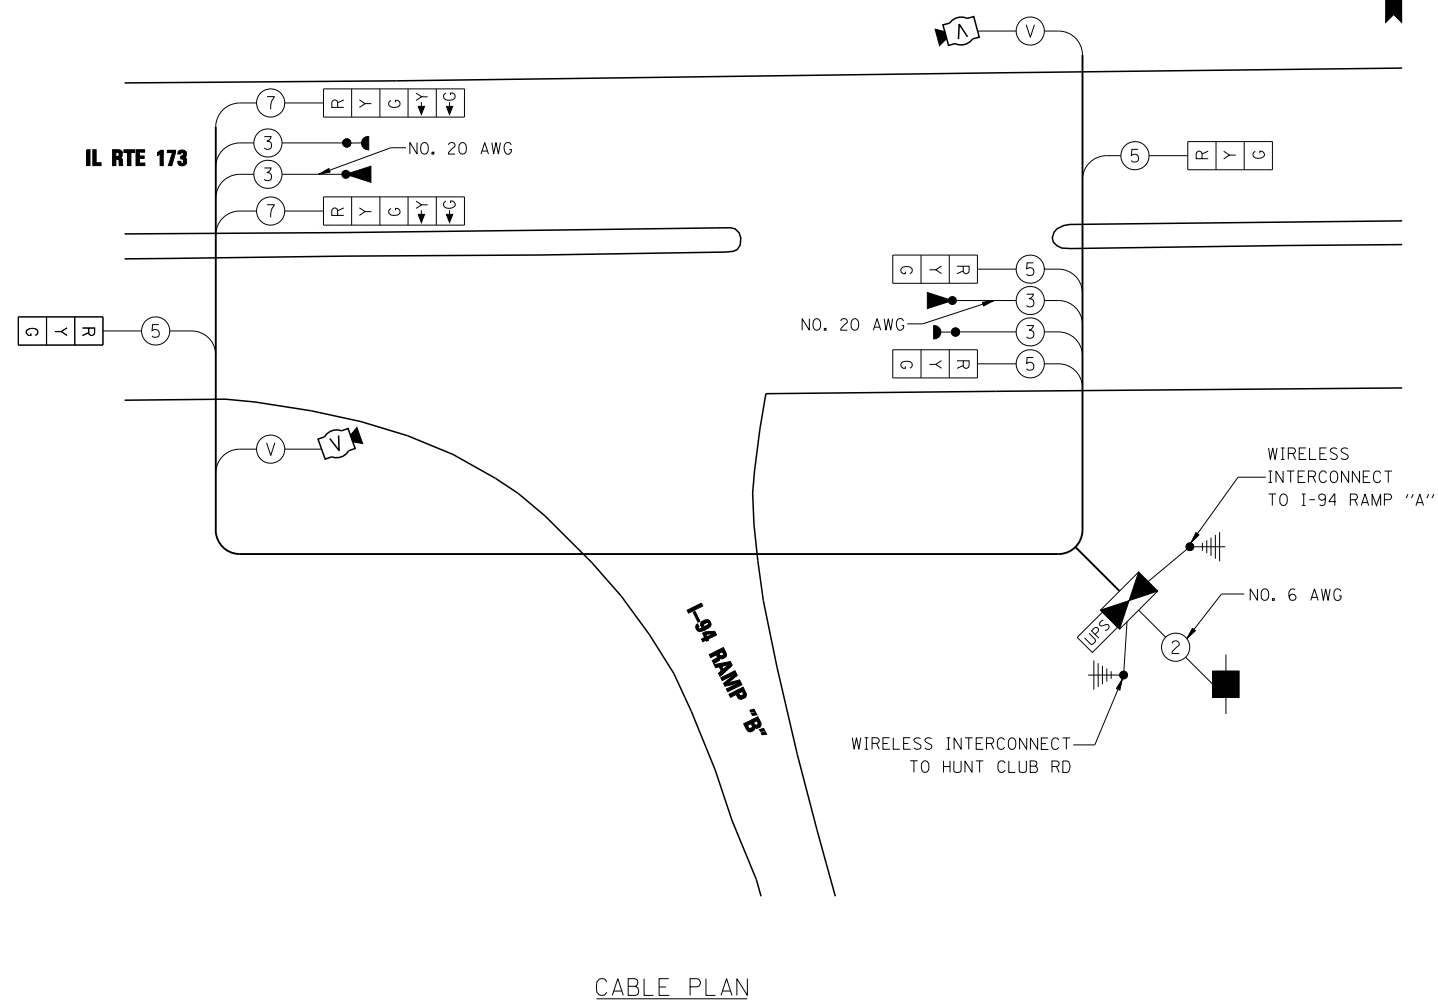 V V
7 R Y G Y G
3
NO. 20 AWG
IL RTE 173
3
5 R Y G
7 R Y G Y G
G Y R 5
3
NO. 20 AWG
3
G Y R 5
G Y R 5
V V
WIRELESS
INTERCONNECT
TO I-94 RAMP "A"
UPS
2
NO. 6 AWG
I-94 RAMP "B"
WIRELESS INTERCONNECT
TO HUNT CLUB RD
CABLE PLAN